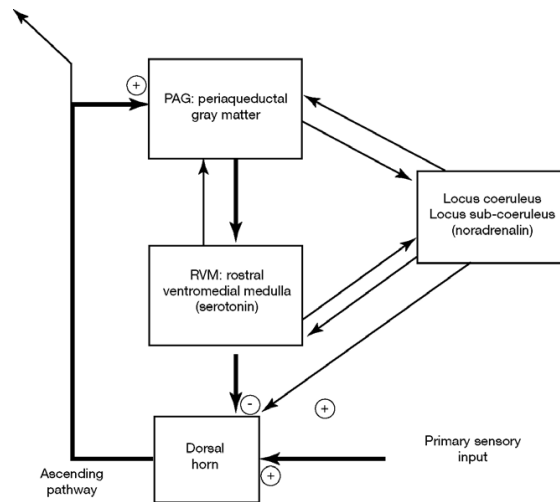 +
PAG: periaqueductal
gray matter
Locus coeruleus
Locus sub-coeruleus
(noradrenalin)
RVM: rostral
ventromedial medulla
(serotonin)
-
+
Dorsal
horn
+
Primary sensory
input
Ascending
pathway